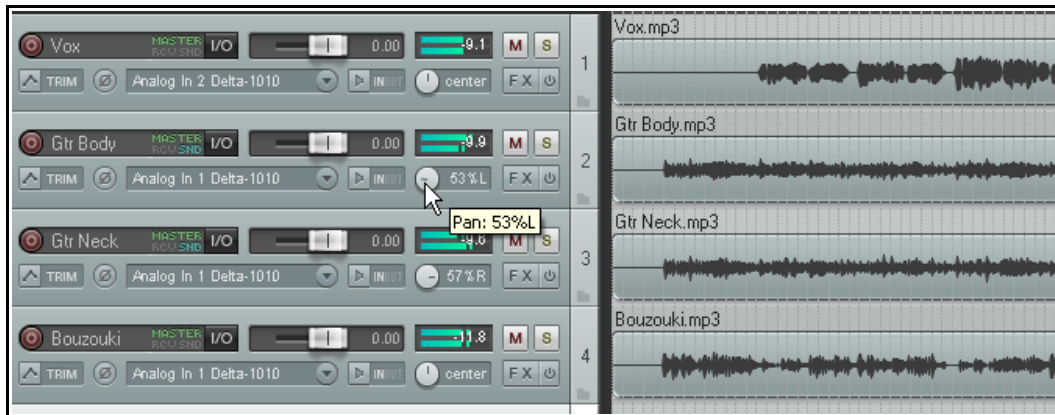 Vox MASTER RCV SND I/O 0.00 -9.1 M S 1 Vox.mp3
TRIM Ø Analog In 2 Delta-1010 IN OUT center FX
Gtr Body MASTER RCV SND I/O 0.00 -9.9 M S 2 Gtr Body.mp3
TRIM Ø Analog In 1 Delta-1010 IN OUT 53%L FX
Pan: 53%L
Gtr Neck MASTER RCV SND I/O 0.00 -9.6 M S 3 Gtr Neck.mp3
TRIM Ø Analog In 1 Delta-1010 IN OUT 57%R FX
Bouzouki MASTER RCV SND I/O 0.00 -11.8 M S 4 Bouzouki.mp3
TRIM Ø Analog In 1 Delta-1010 IN OUT center FX